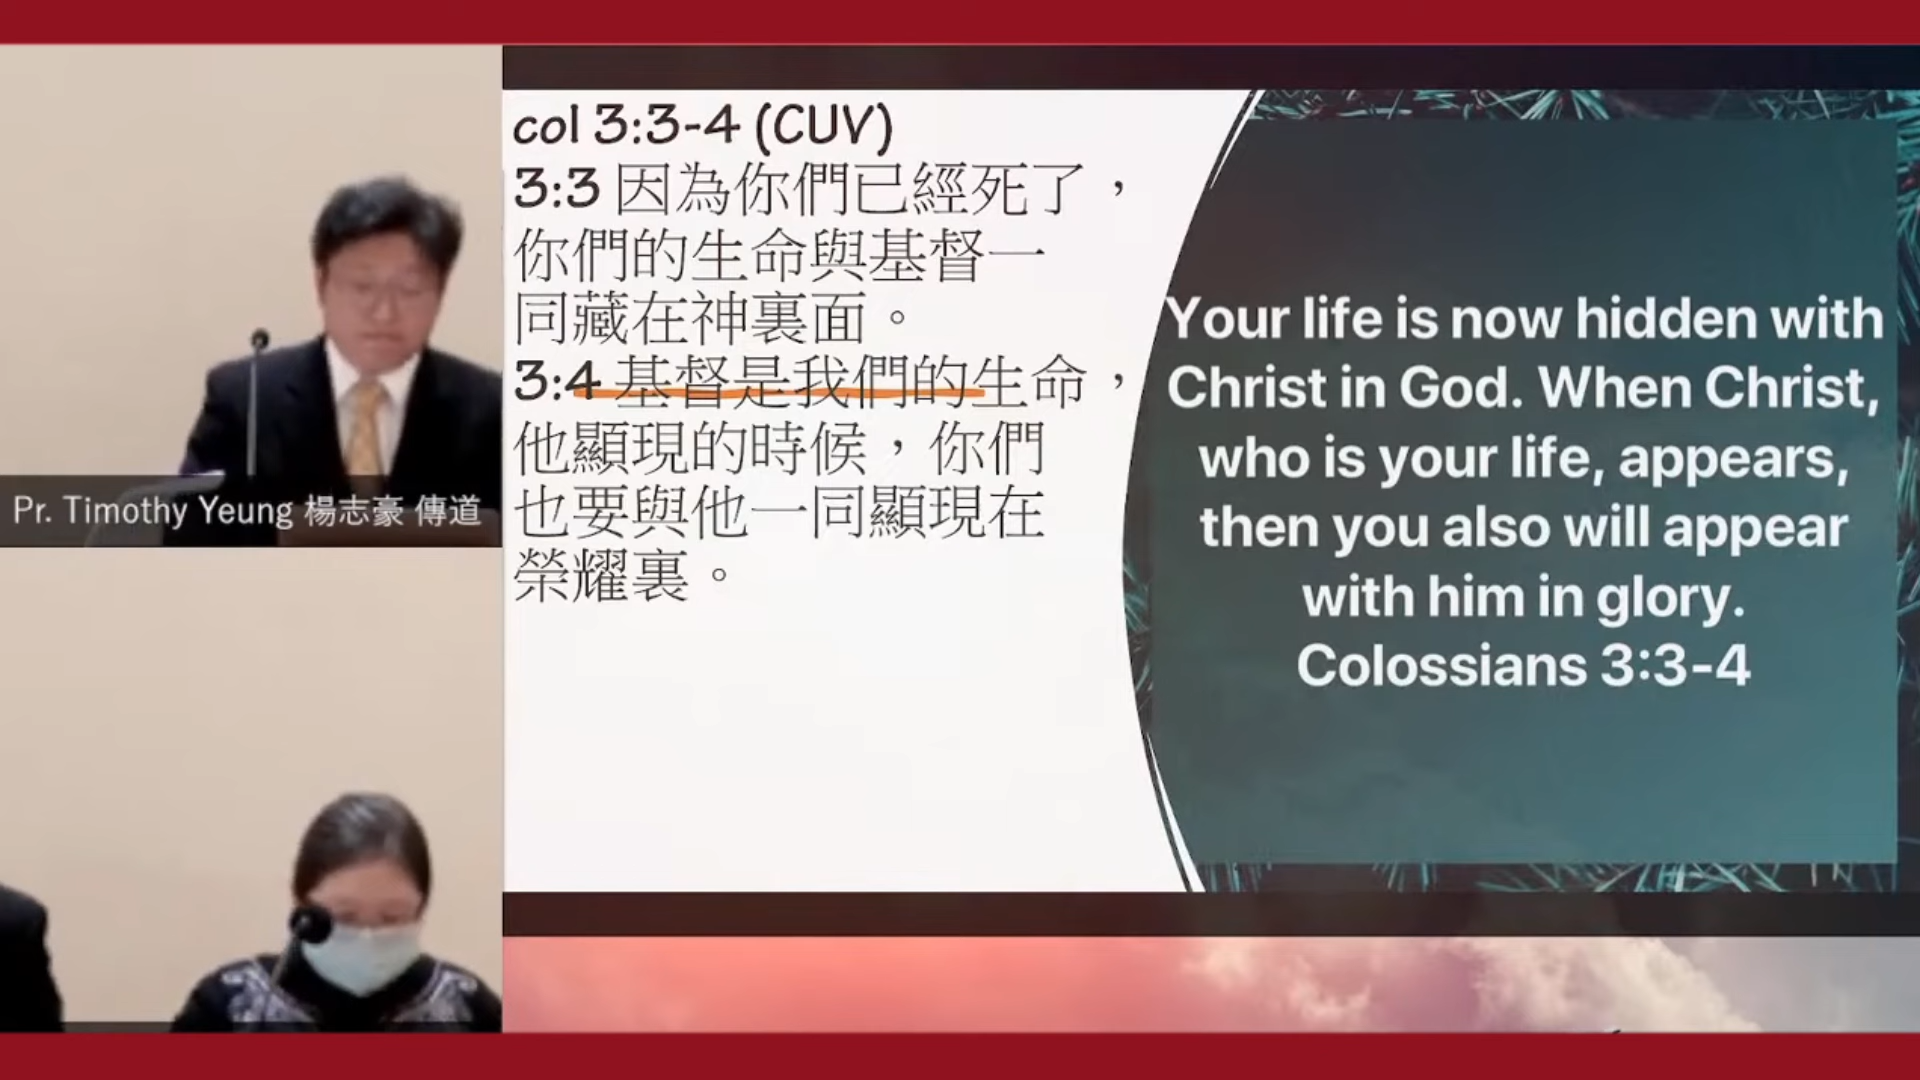 Pr. Timothy Yeung 楊志豪 傳道
col 3:3-4 (CUV)
3:3 因為你們已經死了，
你們的生命與基督一
同藏在神裏面。
3:4 基督是我們的生命，
他顯現的時候，你們
也要與他一同顯現在
榮耀裏。
Your life is now hidden with
Christ in God. When Christ,
who is your life, appears,
then you also will appear
with him in glory.
Colossians 3:3-4